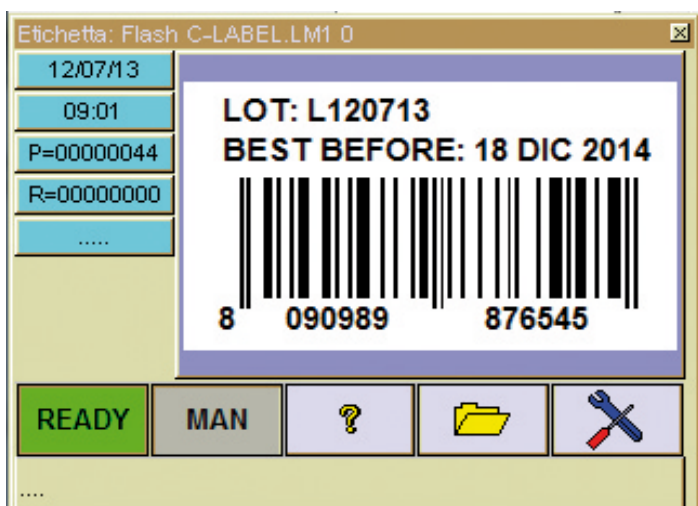 Etichetta: Flash C-LABEL.LM1 0
12/07/13
09:01
P=00000044
R=00000000
.....
LOT: L120713
BEST BEFORE: 18 DIC 2014
8 090989 876545
READY MAN ?
....